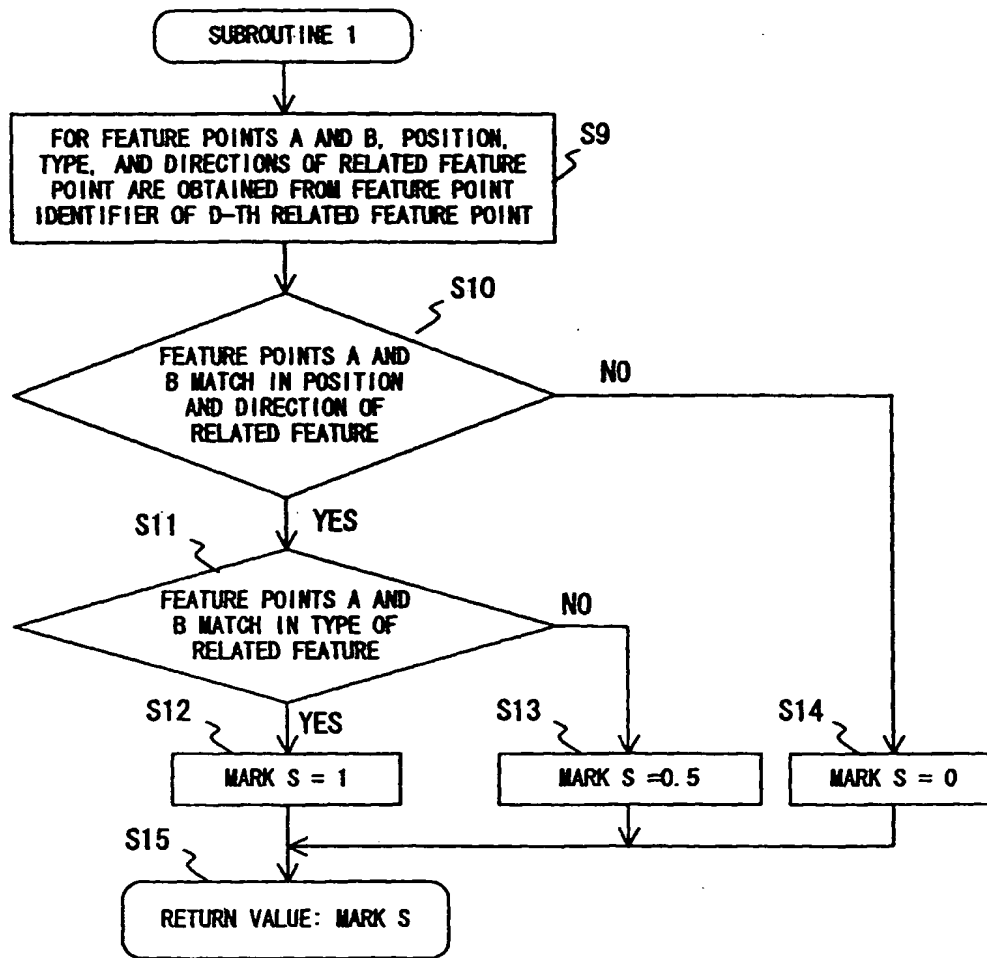 SUBROUTINE 1
FOR FEATURE POINTS A AND B, POSITION,
TYPE, AND DIRECTIONS OF RELATED FEATURE
POINT ARE OBTAINED FROM FEATURE POINT
IDENTIFIER OF D-TH RELATED FEATURE POINT
S9
S10
FEATURE POINTS A AND
B MATCH IN POSITION
AND DIRECTION OF
RELATED FEATURE
NO
YES
S11
FEATURE POINTS A AND
B MATCH IN TYPE OF
RELATED FEATURE
NO
YES
S12
MARK S = 1
S13
MARK S =0.5
S14
MARK S = 0
S15
RETURN VALUE: MARK S